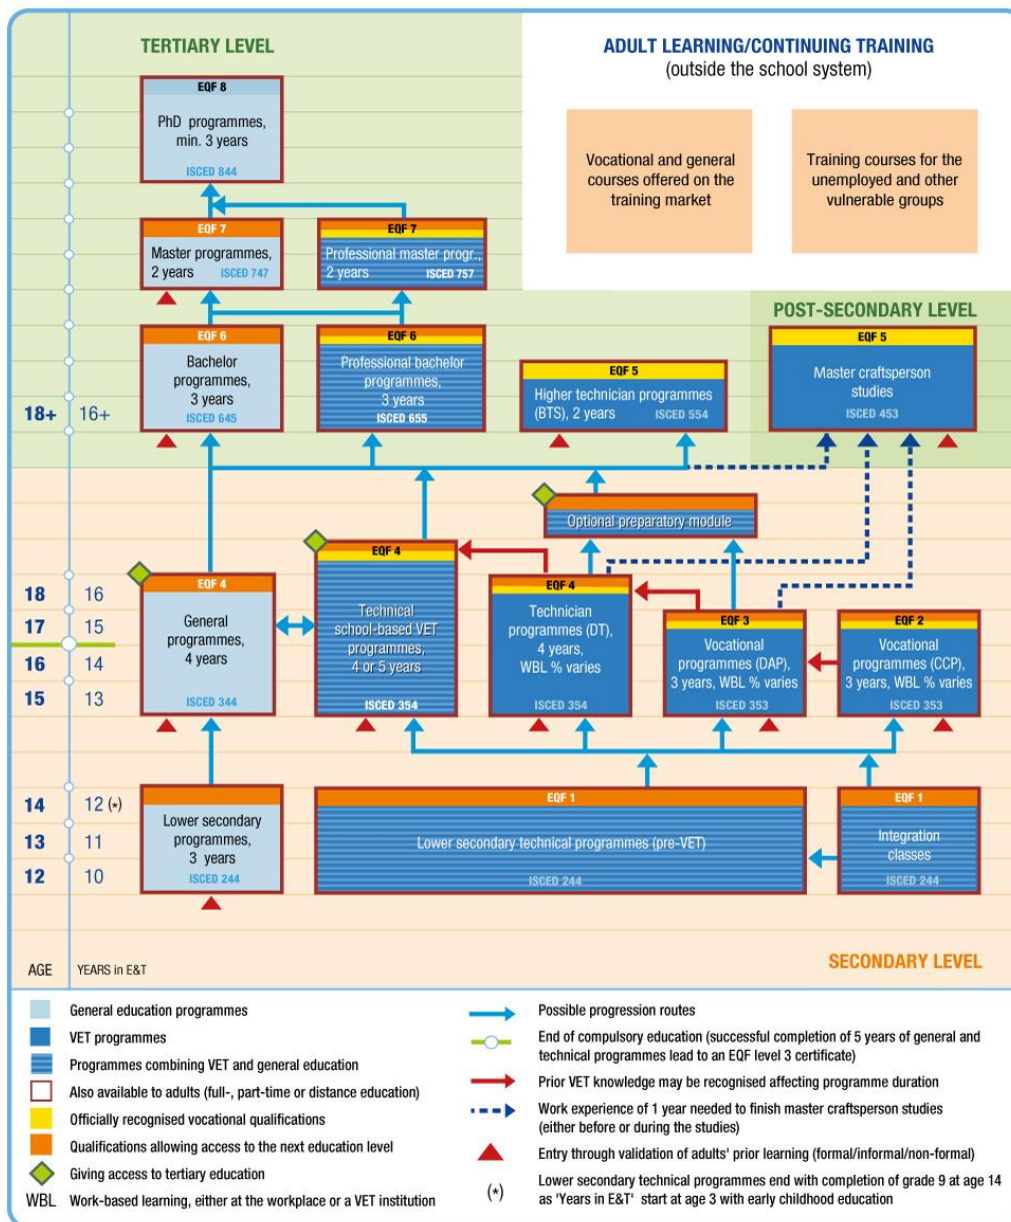 TERTIARY LEVEL
ADULT LEARNING/CONTINUING TRAINING
(outside the school system)
EQF 8
PhD programmes,
min. 3 years
ISCED 844
Vocational and general
courses offered on the
training market
Training courses for the
unemployed and other
vulnerable groups
EQF 7
Master programmes,
2 years
ISCED 747
EQF 7
Professional master progr.,
2 years
ISCED 757
POST-SECONDARY LEVEL
EQF 6
Bachelor
programmes,
3 years
ISCED 645
EQF 6
Professional bachelor
programmes,
3 years
ISCED 655
EQF 5
Higher technician programmes
(BTS), 2 years
ISCED 554
EQF 5
Master craftsperson
studies
ISCED 453
18+
16+
Optional preparatory module
18
16
17
15
16
14
15
13
EQF 4
General
programmes,
4 years
ISCED 344
EQF 4
Technical
school-based VET
programmes,
4 or 5 years
ISCED 354
EQF 4
Technician
programmes (DT),
4 years,
WBL % varies
ISCED 354
EQF 3
Vocational
programmes (DAP),
3 years, WBL % varies
ISCED 353
EQF 2
Vocational
programmes (CCP),
3 years, WBL % varies
ISCED 353
14
12 (*)
13
11
12
10
Lower secondary
programmes,
3 years
ISCED 244
EQF 1
Lower secondary technical programmes (pre-VET)
ISCED 244
EQF 1
Integration
classes
ISCED 244
AGE
YEARS in E&T
SECONDARY LEVEL
General education programmes
VET programmes
Programmes combining VET and general education
Also available to adults (full-, part-time or distance education)
Officially recognised vocational qualifications
Qualifications allowing access to the next education level
Giving access to tertiary education
WBL Work-based learning, either at the workplace or a VET institution
Possible progression routes
End of compulsory education (successful completion of 5 years of general and
technical programmes lead to an EQF level 3 certificate)
Prior VET knowledge may be recognised affecting programme duration
Work experience of 1 year needed to finish master craftsperson studies
(either before or during the studies)
Entry through validation of adults' prior learning (formal/informal/non-formal)
(*) Lower secondary technical programmes end with completion of grade 9 at age 14
as 'Years in E&T' start at age 3 with early childhood education